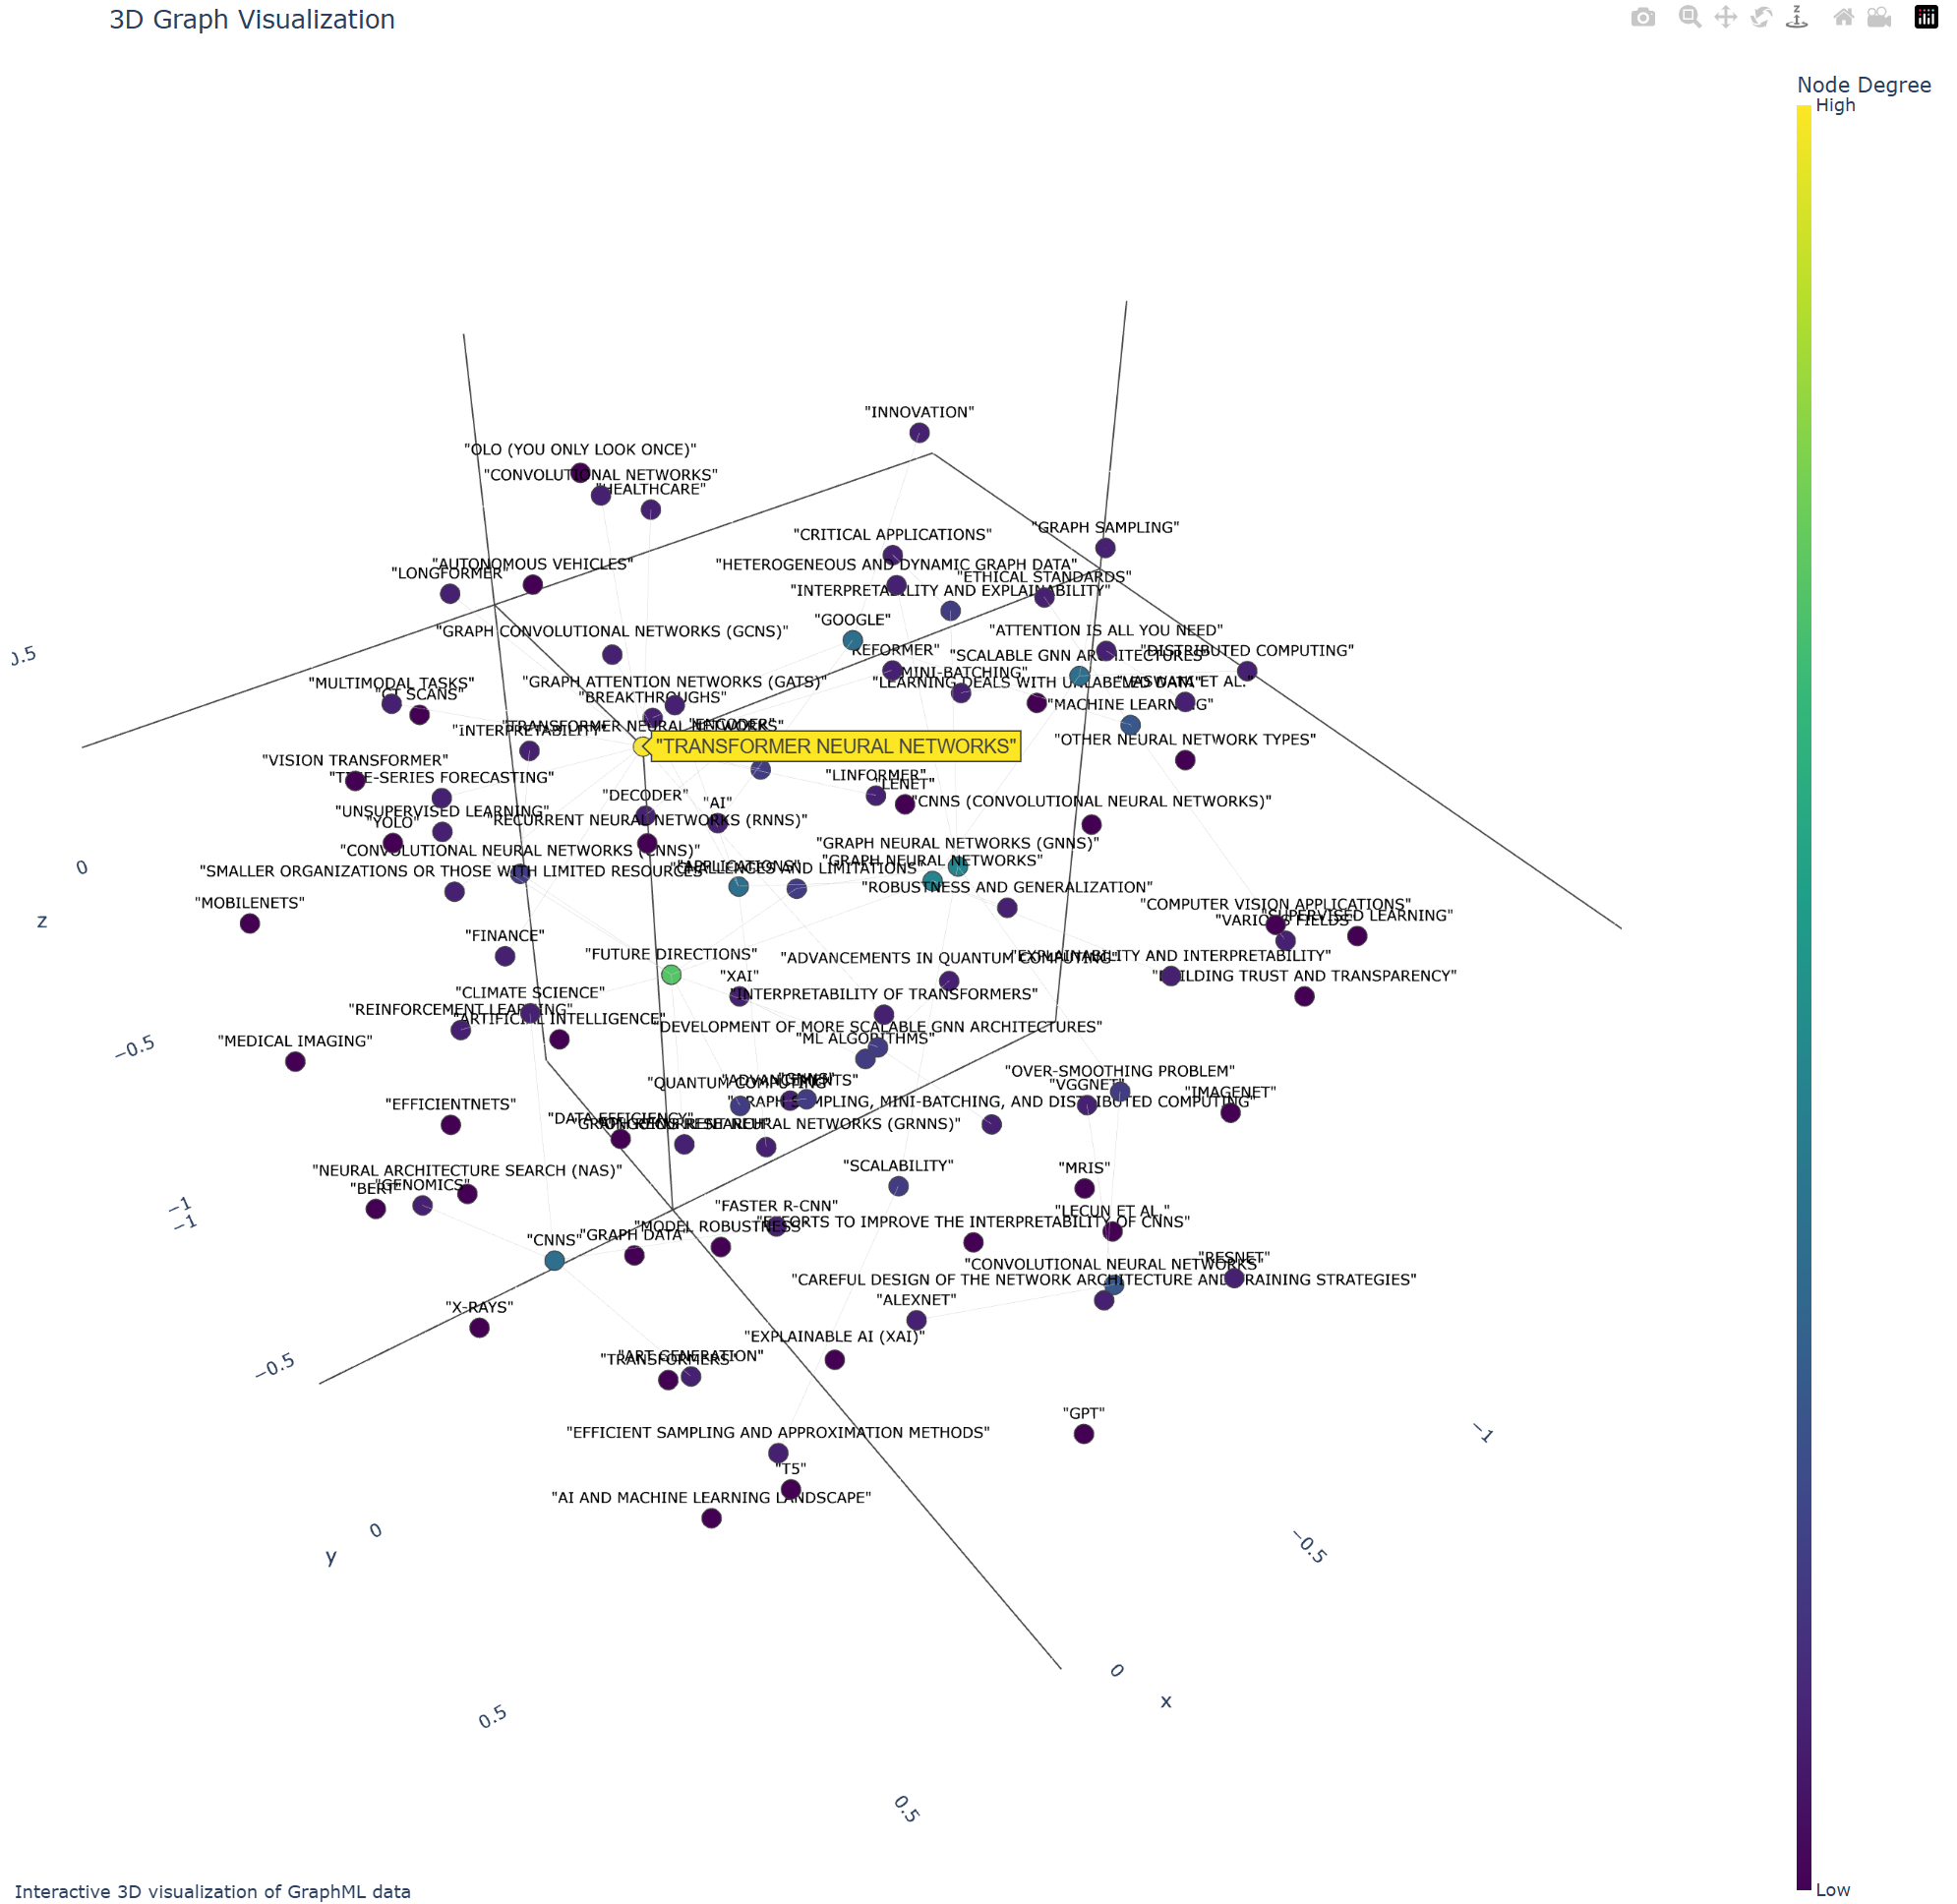 3D Graph Visualization
z
Node Degree
High
"INNOVATION"
"OLO (YOU ONLY LOOK ONCE)"
"CONVOLUTIONAL NETWORKS"
"HEALTHCARE"
"CRITICAL APPLICATIONS"
"GRAPH SAMPLING"
"AUTONOMOUS VEHICLES"
"LONGFORMER"
"HETEROGENEOUS AND DYNAMIC GRAPH DATA"
"ETHICAL STANDARDS"
"INTERPRETABILITY AND EXPLAINABILITY"
"GOOGLE"
"GRAPH CONVOLUTIONAL NETWORKS (GCNS)"
"ATTENTION IS ALL YOU NEED"
"REFORMER"
"SCALABLE GNN ARCHITECTURES"
"DISTRIBUTED COMPUTING"
0.5
"MINI-BATCHING"
"MULTIMODAL TASKS"
"GRAPH ATTENTION NETWORKS (GATS)"
"LEARNING DEALS WITH UNLABELED DATA"
"VASWANI ET AL."
"CT SCANS"
"BREAKTHROUGHS"
"MACHINE LEARNING"
"TRANSFORMER NEURAL NETWORKS"
"ENCODER"
"INTERPRETABILITY"
"TRANSFORMER NEURAL NETWORKS"
"OTHER NEURAL NETWORK TYPES"
"VISION TRANSFORMER"
"TIME-SERIES FORECASTING"
"LINFORMER"
"LENET"
"DECODER"
"AI"
"CNNS (CONVOLUTIONAL NEURAL NETWORKS)"
"UNSUPERVISED LEARNING"
"YOLO"
"RECURRENT NEURAL NETWORKS (RNNS)"
"GRAPH NEURAL NETWORKS (GNNS)"
"CONVOLUTIONAL NEURAL NETWORKS (CNNS)"
"GRAPH NEURAL NETWORKS"
0
"SMALLER ORGANIZATIONS OR THOSE WITH LIMITED RESOURCES"
"APPLICATIONS"
"CHALLENGES AND LIMITATIONS"
"ROBUSTNESS AND GENERALIZATION"
"MOBILENETS"
"COMPUTER VISION APPLICATIONS"
"SUPERVISED LEARNING"
"VARIOUS FIELDS"
z
"FINANCE"
"FUTURE DIRECTIONS"
"ADVANCEMENTS IN QUANTUM COMPUTING"
"EXPLAINABILITY AND INTERPRETABILITY"
"XAI"
"BUILDING TRUST AND TRANSPARENCY"
"CLIMATE SCIENCE"
"INTERPRETABILITY OF TRANSFORMERS"
"REINFORCEMENT LEARNING"
"ARTIFICIAL INTELLIGENCE"
"DEVELOPMENT OF MORE SCALABLE GNN ARCHITECTURES"
"MEDICAL IMAGING"
"ML ALGORITHMS"
−0.5
"OVER-SMOOTHING PROBLEM"
"QUANTUM COMPUTING"
"ADVANCEMENTS"
"GNNS"
"VGGNET"
"IMAGENET"
"EFFICIENTNETS"
"GRAPH SAMPLING, MINI-BATCHING, AND DISTRIBUTED COMPUTING"
"DATA EFFICIENCY"
"GRAPH RECURRENT NEURAL NETWORKS (GRNNS)"
"SCALABILITY"
"MRIS"
"NEURAL ARCHITECTURE SEARCH (NAS)"
"BERT"
"GENOMICS"
−1
−1
"FASTER R-CNN"
"LECUN ET AL."
"MODEL ROBUSTNESS"
"EFFORTS TO IMPROVE THE INTERPRETABILITY OF CNNS"
"CNNS"
"GRAPH DATA"
"RESNET"
"CONVOLUTIONAL NEURAL NETWORKS"
"CAREFUL DESIGN OF THE NETWORK ARCHITECTURE AND TRAINING STRATEGIES"
"X-RAYS"
"ALEXNET"
"EXPLAINABLE AI (XAI)"
"ART GENERATION"
"TRANSFORMERS"
−0.5
"GPT"
"EFFICIENT SAMPLING AND APPROXIMATION METHODS"
−1
"T5"
"AI AND MACHINE LEARNING LANDSCAPE"
0
y
−0.5
0
x
0.5
0.5
Low
Interactive 3D visualization of GraphML data